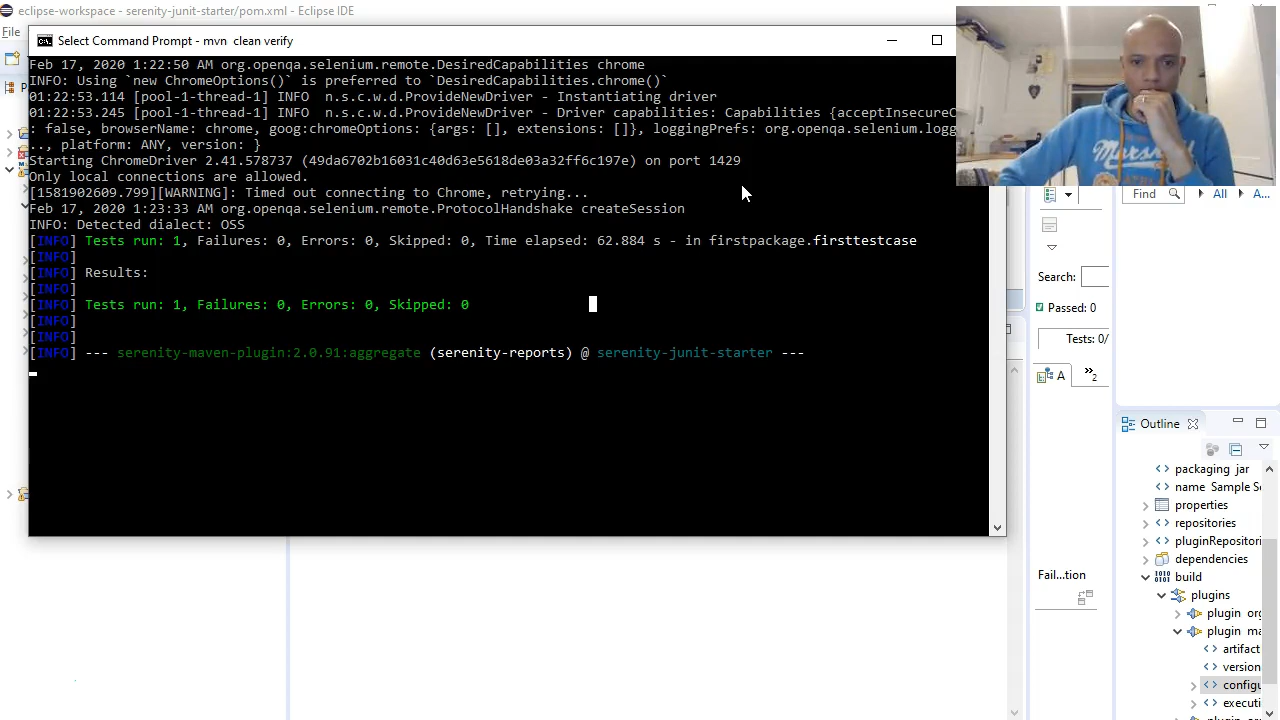 eclipse-workspace - serenity-junit-starter/pom.xml - Eclipse IDE
File
Select Command Prompt - mvn  clean verify
Feb 17, 2020 1:22:50 AM org.openqa.selenium.remote.DesiredCapabilities chrome
INFO: Using `new ChromeOptions()` is preferred to `DesiredCapabilities.chrome()`
01:22:53.114 [pool-1-thread-1] INFO  n.s.c.w.d.ProvideNewDriver - Instantiating driver
01:22:53.245 [pool-1-thread-1] INFO  n.s.c.w.d.ProvideNewDriver - Driver capabilities: Capabilities {acceptInsecureC
: false, browserName: chrome, goog:chromeOptions: {args: [], extensions: []}, loggingPrefs: org.openqa.selenium.logg
.., platform: ANY, version: }
Starting ChromeDriver 2.41.578737 (49da6702b16031c40d63e5618de03a32ff6c197e) on port 1429
Only local connections are allowed.
[1581902609.799][WARNING]: Timed out connecting to Chrome, retrying...
Feb 17, 2020 1:23:33 AM org.openqa.selenium.remote.ProtocolHandshake createSession
INFO: Detected dialect: OSS
[INFO] Tests run: 1, Failures: 0, Errors: 0, Skipped: 0, Time elapsed: 62.884 s - in firstpackage.firsttestcase
[INFO]
[INFO] Results:
[INFO]
[INFO] Tests run: 1, Failures: 0, Errors: 0, Skipped: 0
[INFO]
[INFO]
[INFO] --- serenity-maven-plugin:2.0.91:aggregate (serenity-reports) @ serenity-junit-starter ---
Find
All
A...
Search:
Passed: 0
Tests: 0/
A
2
Fail...tion
Outline
packaging jar
name Sample Se
properties
repositories
pluginRepositori
dependencies
build
plugins
plugin org
plugin ma
artifact
version
configu
executi
plugin org